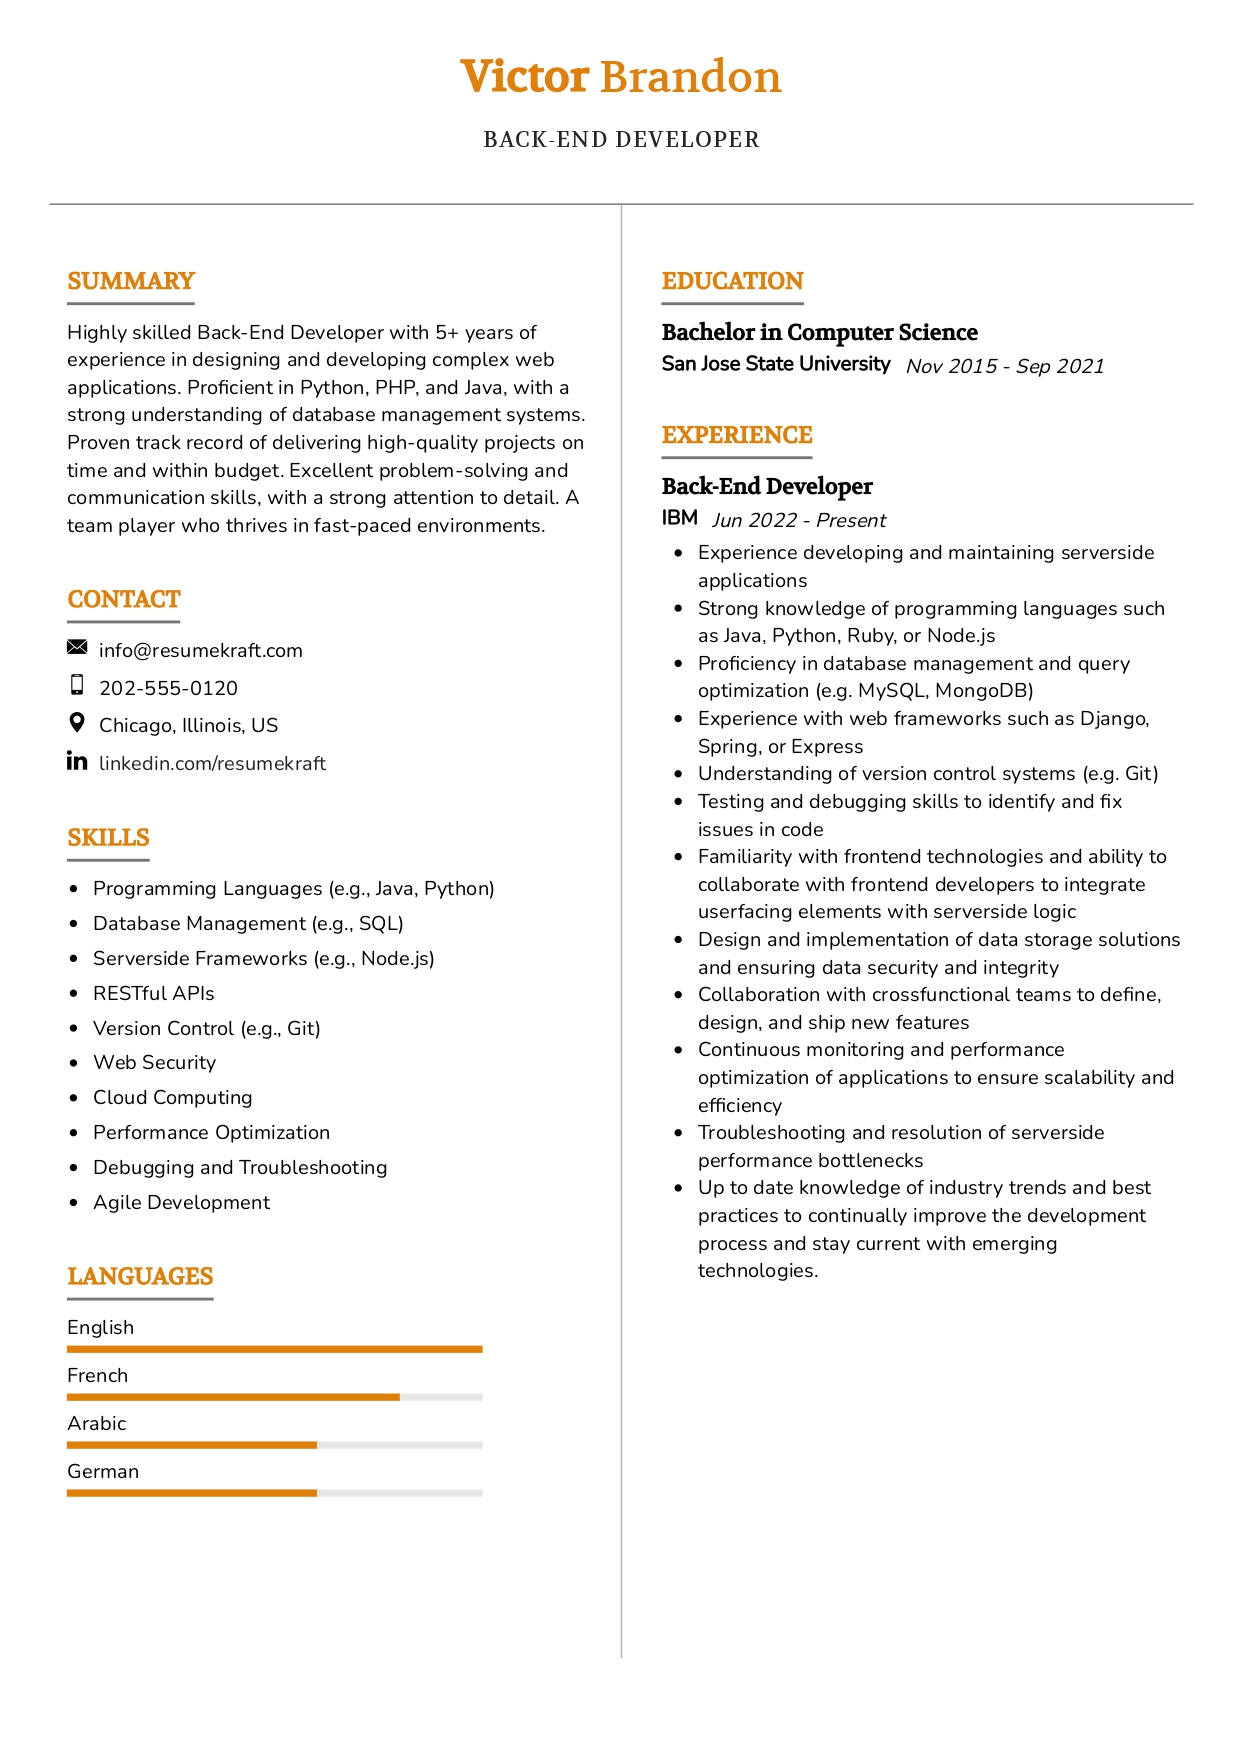 Victor Brandon
BACK-END DEVELOPER
SUMMARY
Highly skilled Back-End Developer with 5+ years of
experience in designing and developing complex web
applications. Proficient in Python, PHP, and Java, with a
strong understanding of database management systems.
Proven track record of delivering high-quality projects on
time and within budget. Excellent problem-solving and
communication skills, with a strong attention to detail. A
team player who thrives in fast-paced environments.
CONTACT
info@resumekraft.com
202-555-0120
Chicago, Illinois, US
linkedin.com/resumekraft
SKILLS
• Programming Languages (e.g., Java, Python)
• Database Management (e.g., SQL)
• Serverside Frameworks (e.g., Node.js)
• RESTful APIs
• Version Control (e.g., Git)
• Web Security
• Cloud Computing
• Performance Optimization
• Debugging and Troubleshooting
• Agile Development
LANGUAGES
English
French
Arabic
German
EDUCATION
Bachelor in Computer Science
San Jose State University Nov 2015 - Sep 2021
EXPERIENCE
Back-End Developer
IBM Jun 2022 - Present
• Experience developing and maintaining serverside
applications
• Strong knowledge of programming languages such
as Java, Python, Ruby, or Node.js
• Proficiency in database management and query
optimization (e.g. MySQL, MongoDB)
• Experience with web frameworks such as Django,
Spring, or Express
• Understanding of version control systems (e.g. Git)
• Testing and debugging skills to identify and fix
issues in code
• Familiarity with frontend technologies and ability to
collaborate with frontend developers to integrate
userfacing elements with serverside logic
• Design and implementation of data storage solutions
and ensuring data security and integrity
• Collaboration with crossfunctional teams to define,
design, and ship new features
• Continuous monitoring and performance
optimization of applications to ensure scalability and
efficiency
• Troubleshooting and resolution of serverside
performance bottlenecks
• Up to date knowledge of industry trends and best
practices to continually improve the development
process and stay current with emerging
technologies.